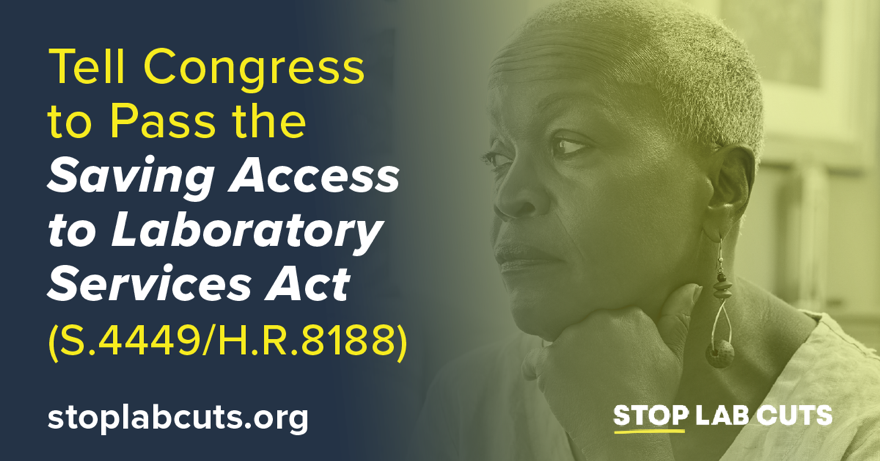 Tell Congress
to Pass the
Saving Access
to Laboratory
Services Act
(S.4449/H.R.8188)
stoplabcuts.org
STOP LAB CUTS